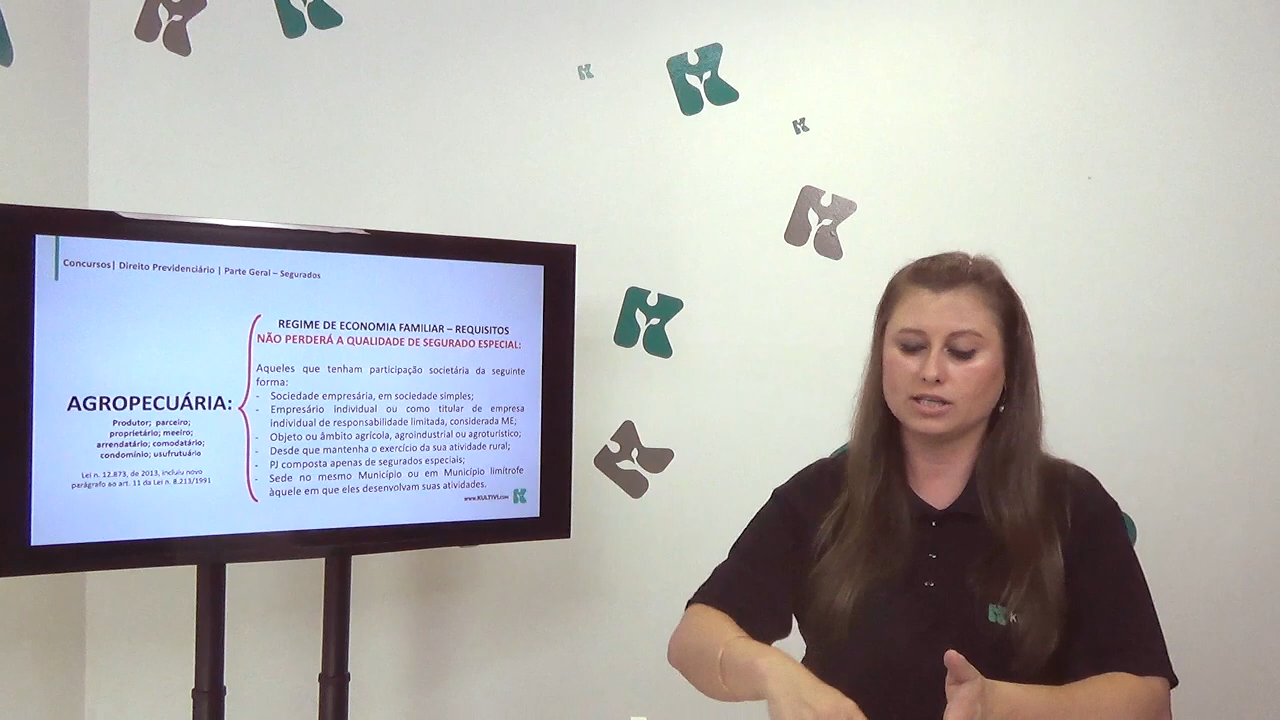 Concursos| Direito Previdenciário | Parte Geral – Segurados
REGIME DE ECONOMIA FAMILIAR – REQUISITOS
NÃO PERDERÁ A QUALIDADE DE SEGURADO ESPECIAL:
Aqueles que tenham participação societária da seguinte
forma:
- Sociedade empresária, em sociedade simples;
- Empresário individual ou como titular de empresa
individual de responsabilidade limitada, considerada ME;
- Objeto ou âmbito agrícola, agroindustrial ou agroturístico;
- Desde que mantenha o exercício da sua atividade rural;
- PJ composta apenas de segurados especiais;
- Sede no mesmo Município ou em Município limítrofe
àquele em que eles desenvolvam suas atividades.
AGROPECUÁRIA:
Produtor; parceiro;
proprietário; meeiro;
arrendatário; comodatário;
condomínio; usufrutuário
Lei n. 12.873, de 2013, incluiu novo
parágrafo ao art. 11 da Lei n. 8.213/1991
www.KULTIVI.com
K